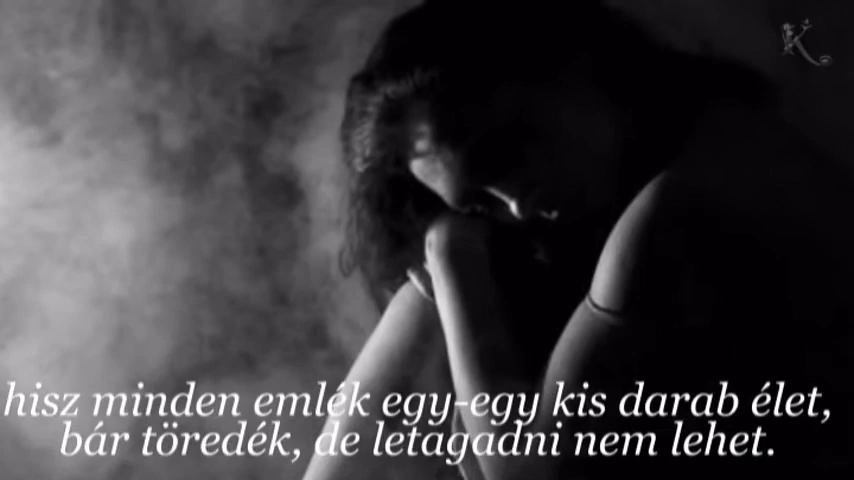 K
hisz minden emlék egy-egy kis darab élet,
bár töredék, de letagadni nem lehet.